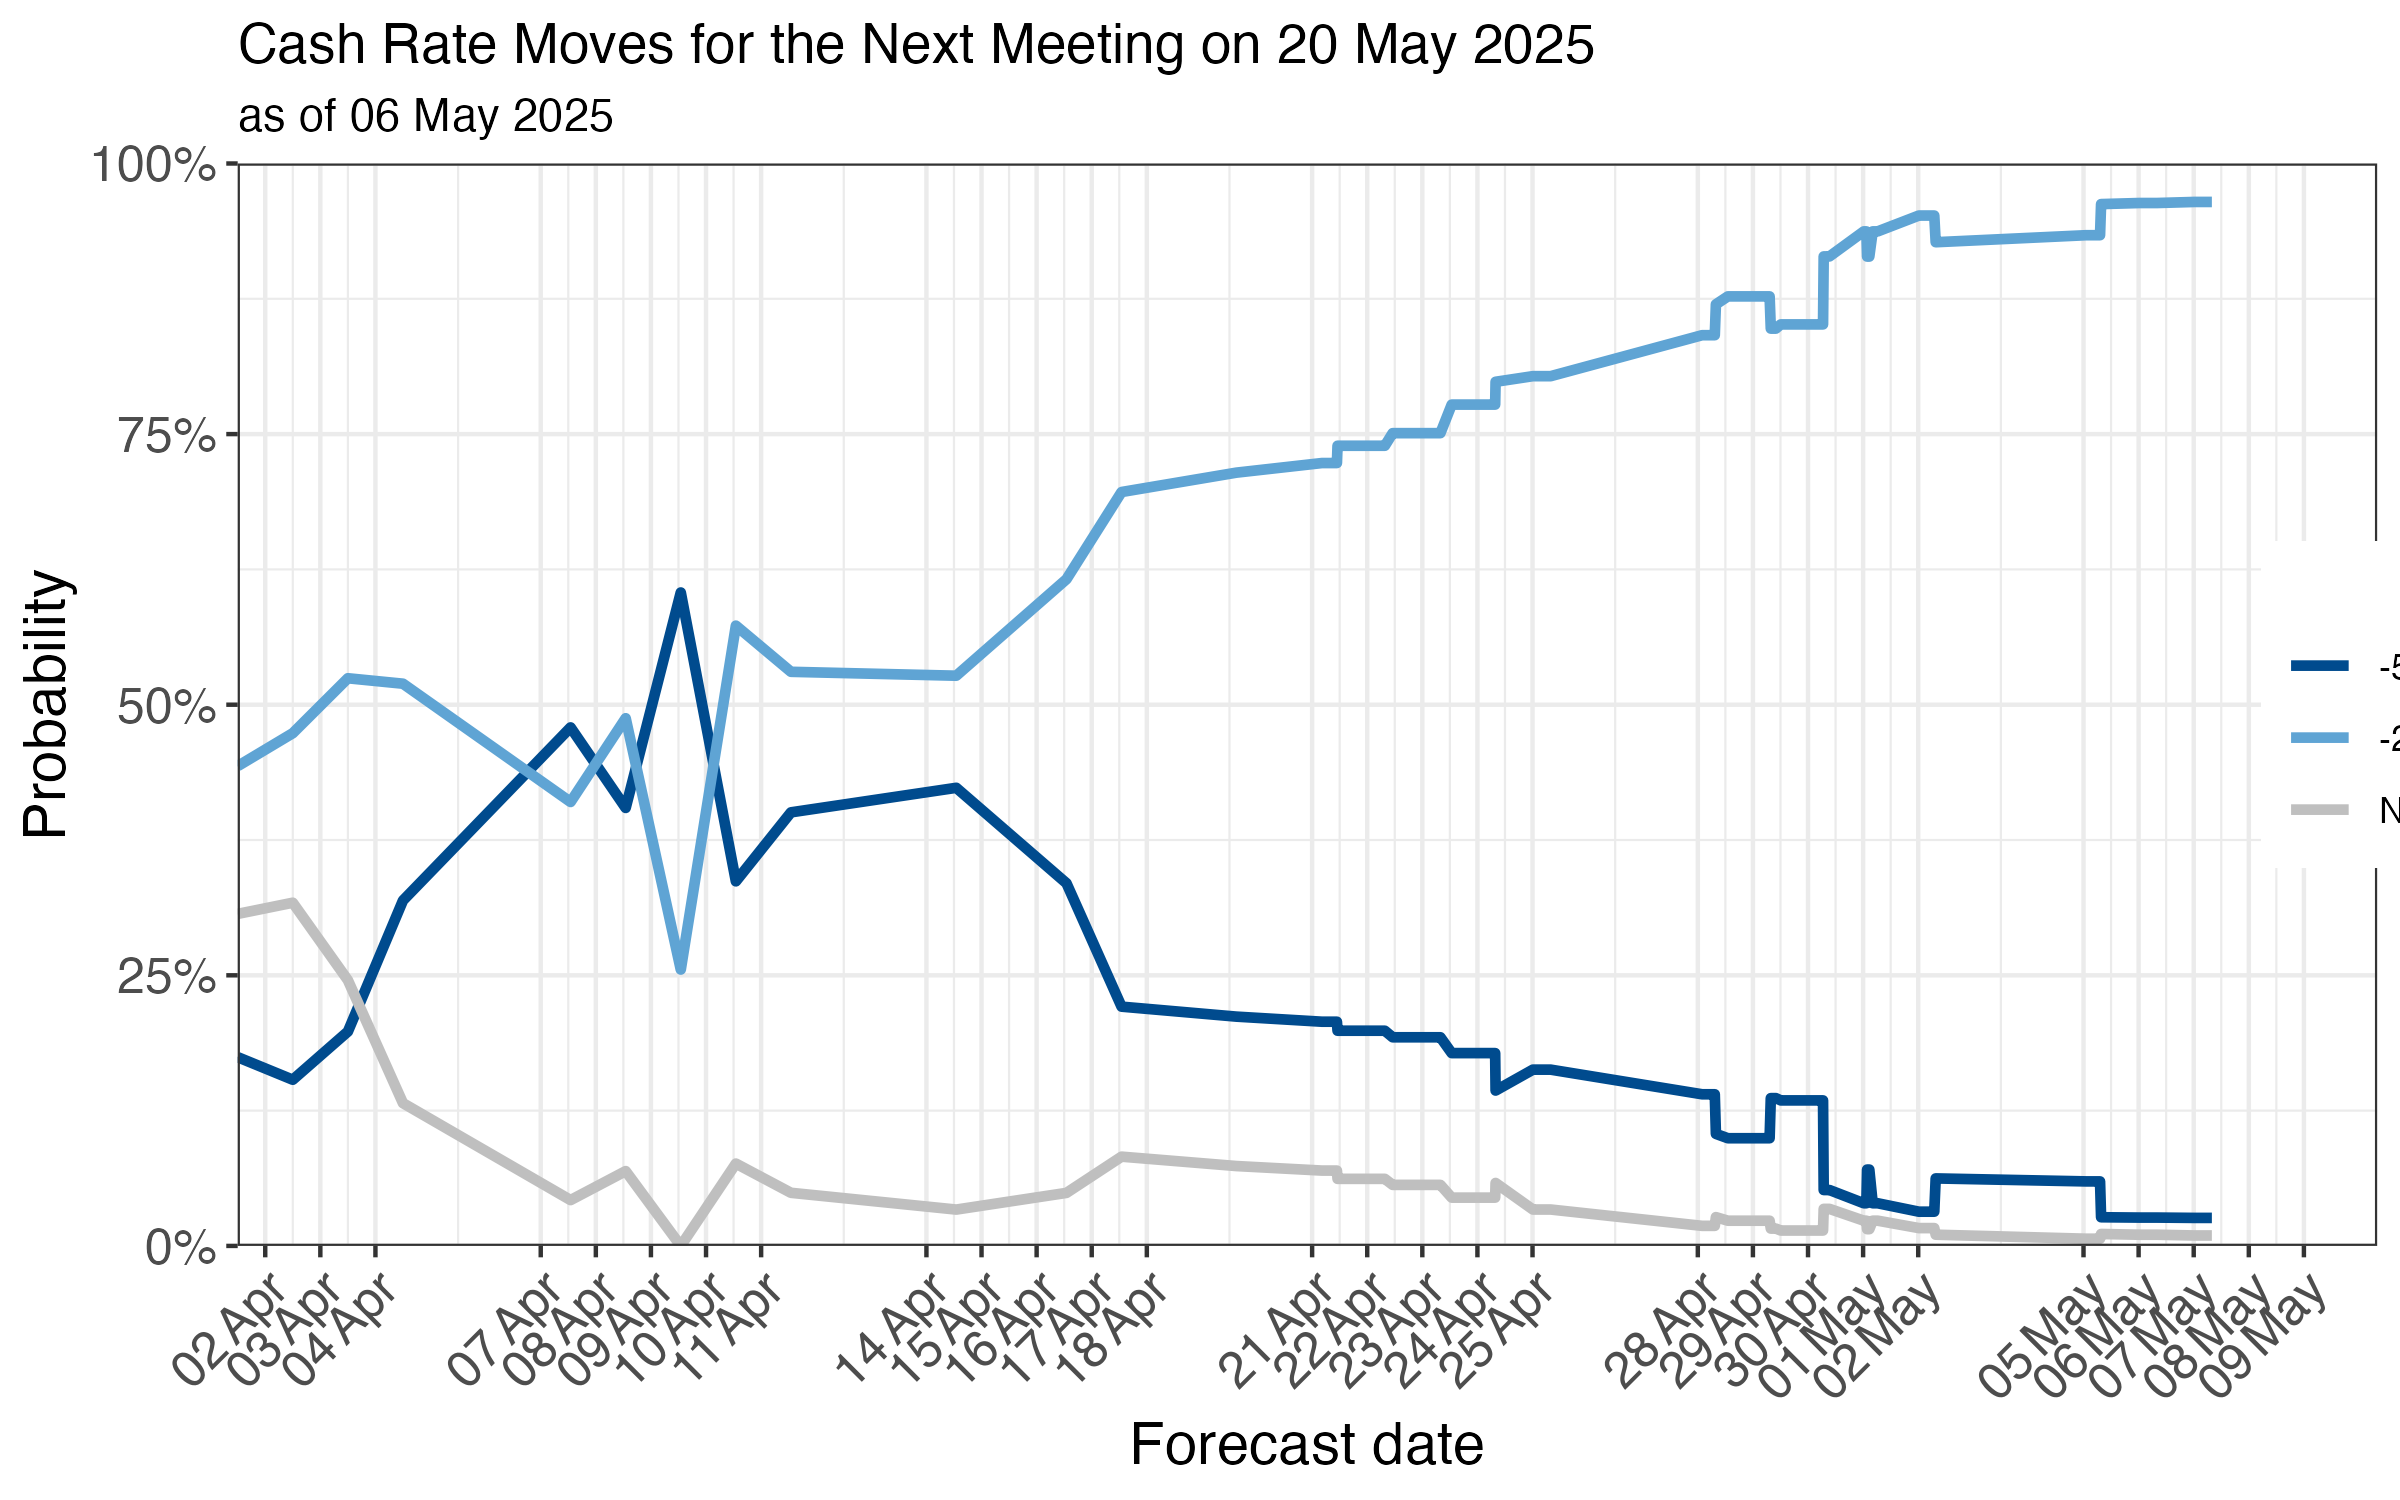 Cash Rate Moves for the Next Meeting on 20 May 2025
as of 06 May 2025
100%
75%
50%
25%
0%
Probability
-5
-2
N
02 Apr
03 Apr
04 Apr
07 Apr
08 Apr
09 Apr
10 Apr
11 Apr
14 Apr
15 Apr
16 Apr
17 Apr
18 Apr
21 Apr
22 Apr
23 Apr
24 Apr
25 Apr
28 Apr
29 Apr
30 Apr
01 May
02 May
05 May
06 May
07 May
08 May
09 May
Forecast date